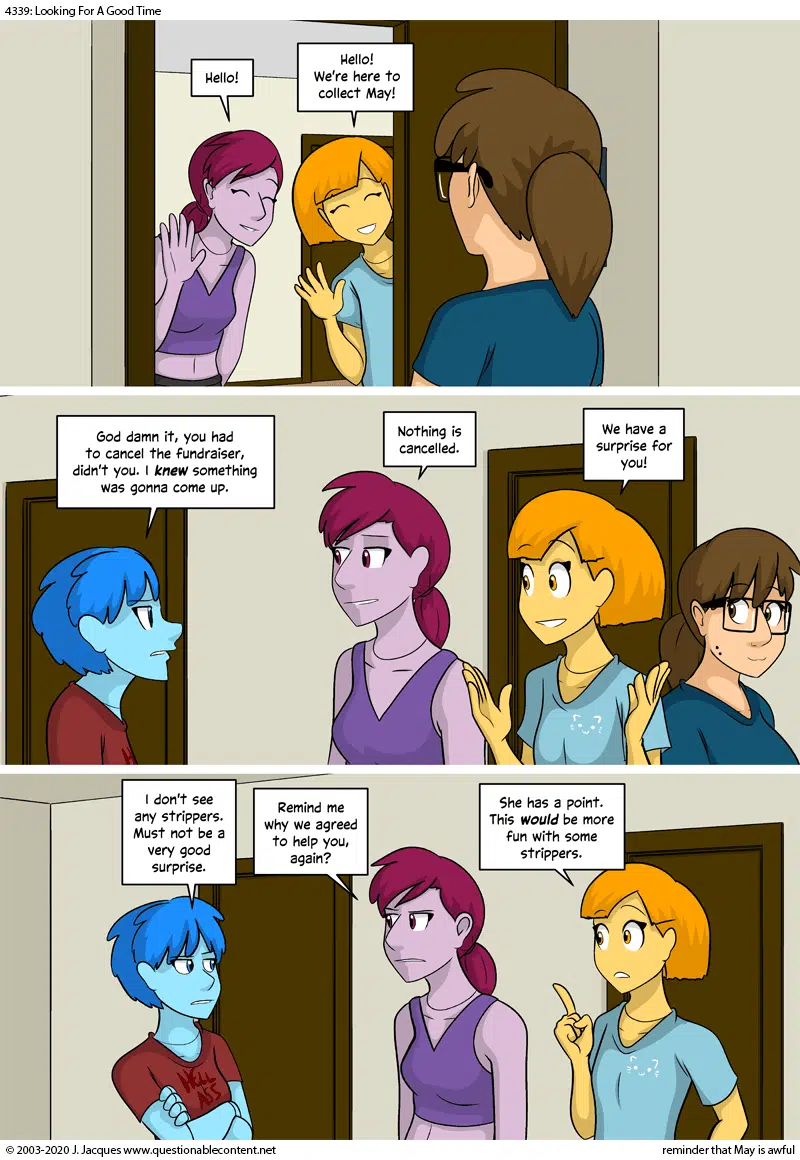 4339: Looking For A Good Time
Hello!
Hello!
We're here to
collect May!
God damn it, you had
to cancel the fundraiser,
didn't you. I knew something
was gonna come up.
Nothing is
cancelled.
We have a
surprise for
you!
I don't see
any strippers.
Must not be a
very good
surprise.
Remind me
why we agreed
to help you,
again?
She has a point.
This would be more
fun with some
strippers.
HELL
ASS
© 2003-2020 J. Jacques www.questionablecontent.net
reminder that May is awful